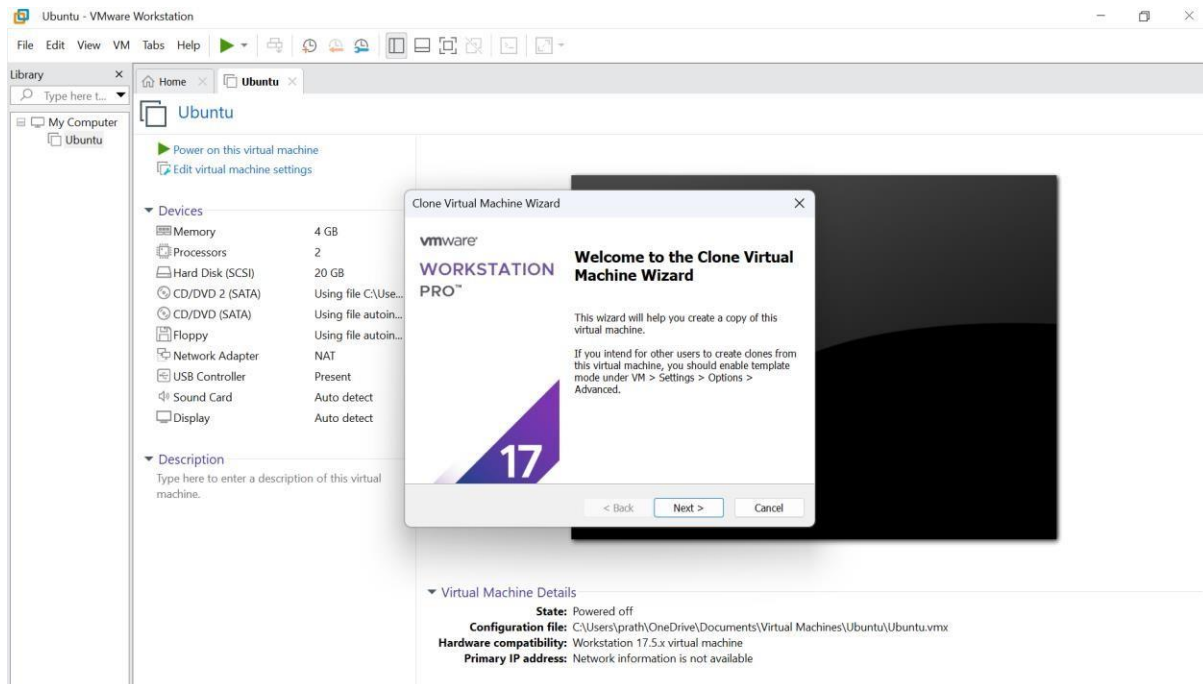 Ubuntu - VMware Workstation
File Edit View VM Tabs Help
Library
Type here t...
My Computer
Ubuntu
Home
Ubuntu
Ubuntu
Power on this virtual machine
Edit virtual machine settings
Devices
Memory 4 GB
Processors 2
Hard Disk (SCSI) 20 GB
CD/DVD 2 (SATA) Using file C:\Use...
CD/DVD (SATA) Using file autoin...
Floppy Using file autoin...
Network Adapter NAT
USB Controller Present
Sound Card Auto detect
Display Auto detect
Description
Type here to enter a description of this virtual
machine.
Clone Virtual Machine Wizard
vmware
WORKSTATION
PRO™
17
Welcome to the Clone Virtual
Machine Wizard
This wizard will help you create a copy of this
virtual machine.
If you intend for other users to create clones from
this virtual machine, you should enable template
mode under VM > Settings > Options >
Advanced.
< Back Next > Cancel
Virtual Machine Details
State: Powered off
Configuration file: C:\Users\prath\OneDrive\Documents\Virtual Machines\Ubuntu\Ubuntu.vmx
Hardware compatibility: Workstation 17.5.x virtual machine
Primary IP address: Network information is not available